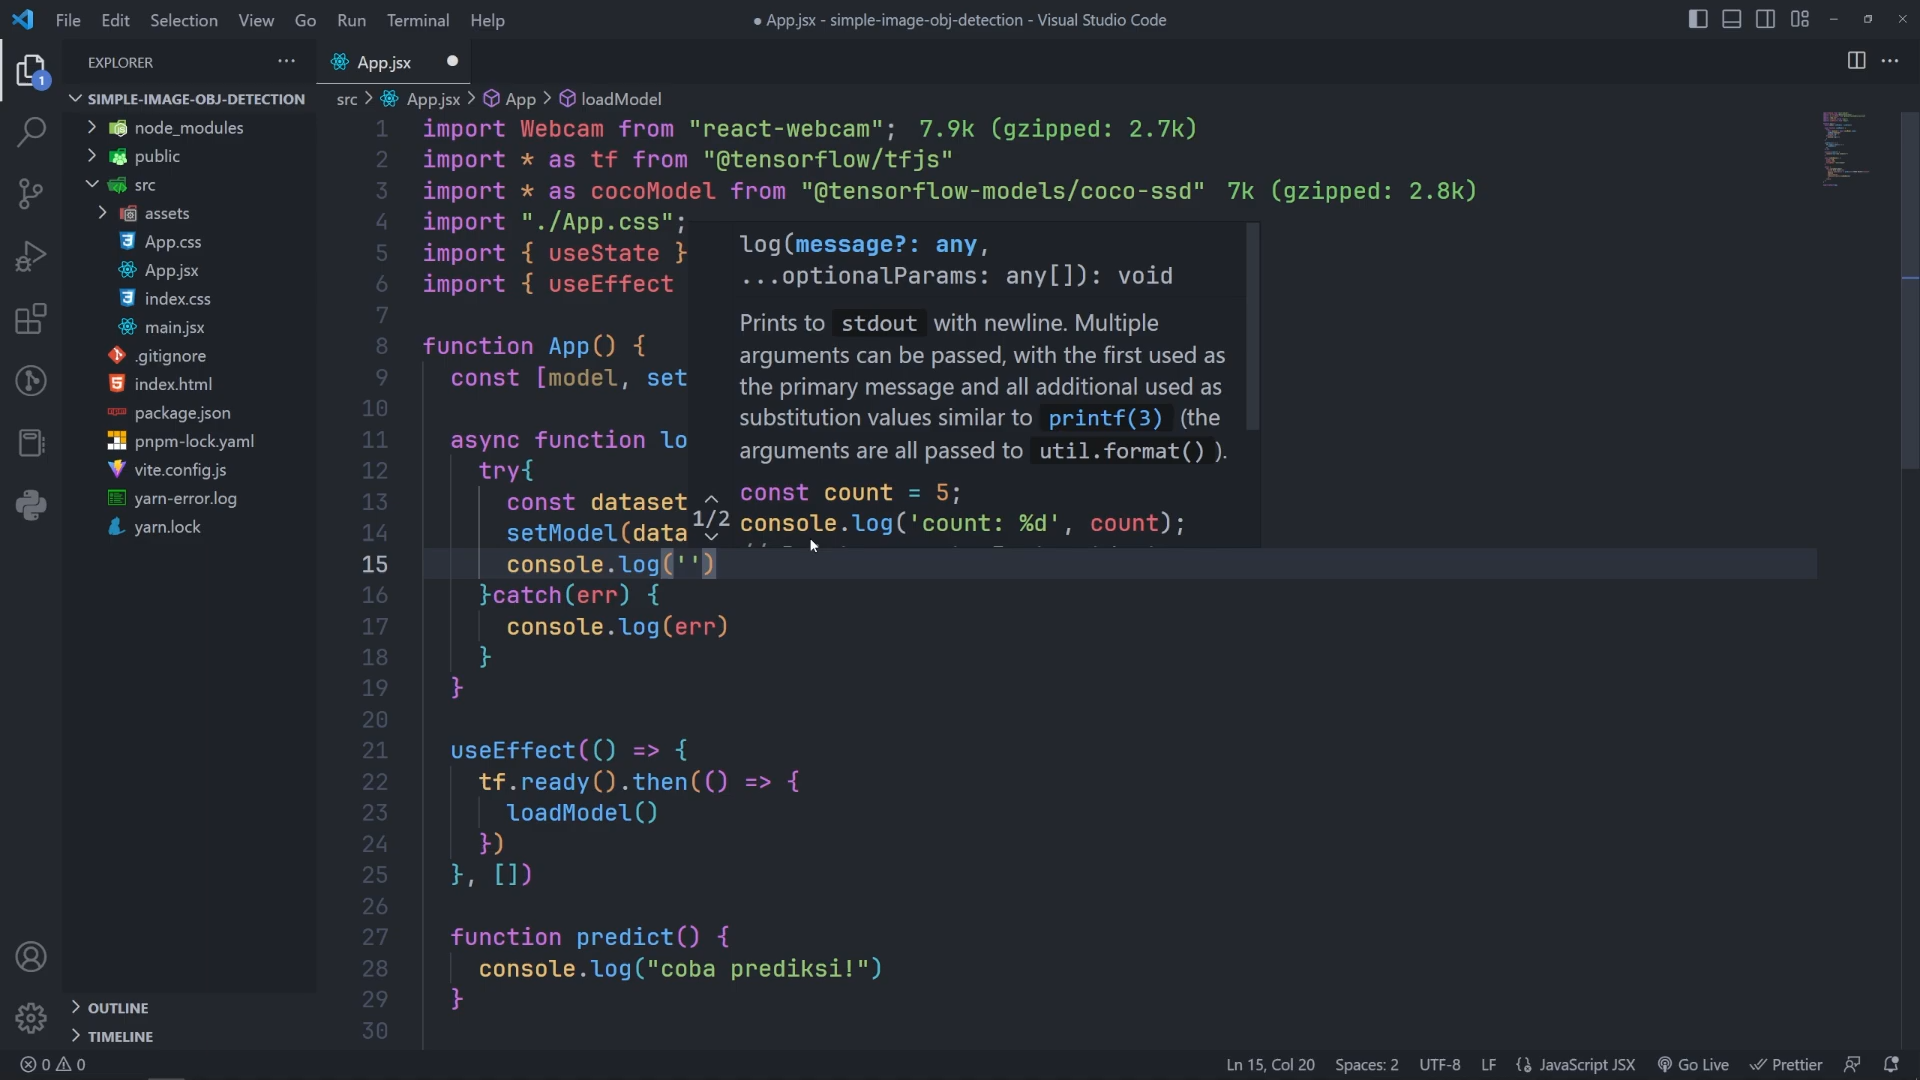 File Edit Selection View Go Run Terminal Help
● App.jsx - simple-image-obj-detection - Visual Studio Code
EXPLORER
1
SIMPLE-IMAGE-OBJ-DETECTION
node_modules
public
src
assets
App.css
App.jsx
index.css
main.jsx
.gitignore
index.html
package.json
pnpm-lock.yaml
vite.config.js
yarn-error.log
yarn.lock
OUTLINE
TIMELINE
App.jsx
src > App.jsx > App > loadModel
1 import Webcam from "react-webcam"; 7.9k (gzipped: 2.7k)
2 import * as tf from "@tensorflow/tfjs"
3 import * as cocoModel from "@tensorflow-models/coco-ssd" 7k (gzipped: 2.8k)
4 import "./App.css";
5 import { useState }
6 import { useEffect
7
8 function App() {
9 const [model, set
10
11 async function lo
12 try{
13 const dataset
14 setModel(data
15 console.log('')
16 }catch(err) {
17 console.log(err)
18 }
19 }
20
21 useEffect(() => {
22 tf.ready().then(() => {
23 loadModel()
24 })
25 }, [])
26
27 function predict() {
28 console.log("coba prediksi!")
29 }
30
log(message?: any,
...optionalParams: any[]): void
Prints to stdout with newline. Multiple
arguments can be passed, with the first used as
the primary message and all additional used as
substitution values similar to printf(3) (the
arguments are all passed to util.format() ).
const count = 5;
1/2
console.log('count: %d', count);
0 0
Ln 15, Col 20 Spaces: 2 UTF-8 LF {} JavaScript JSX Go Live Prettier